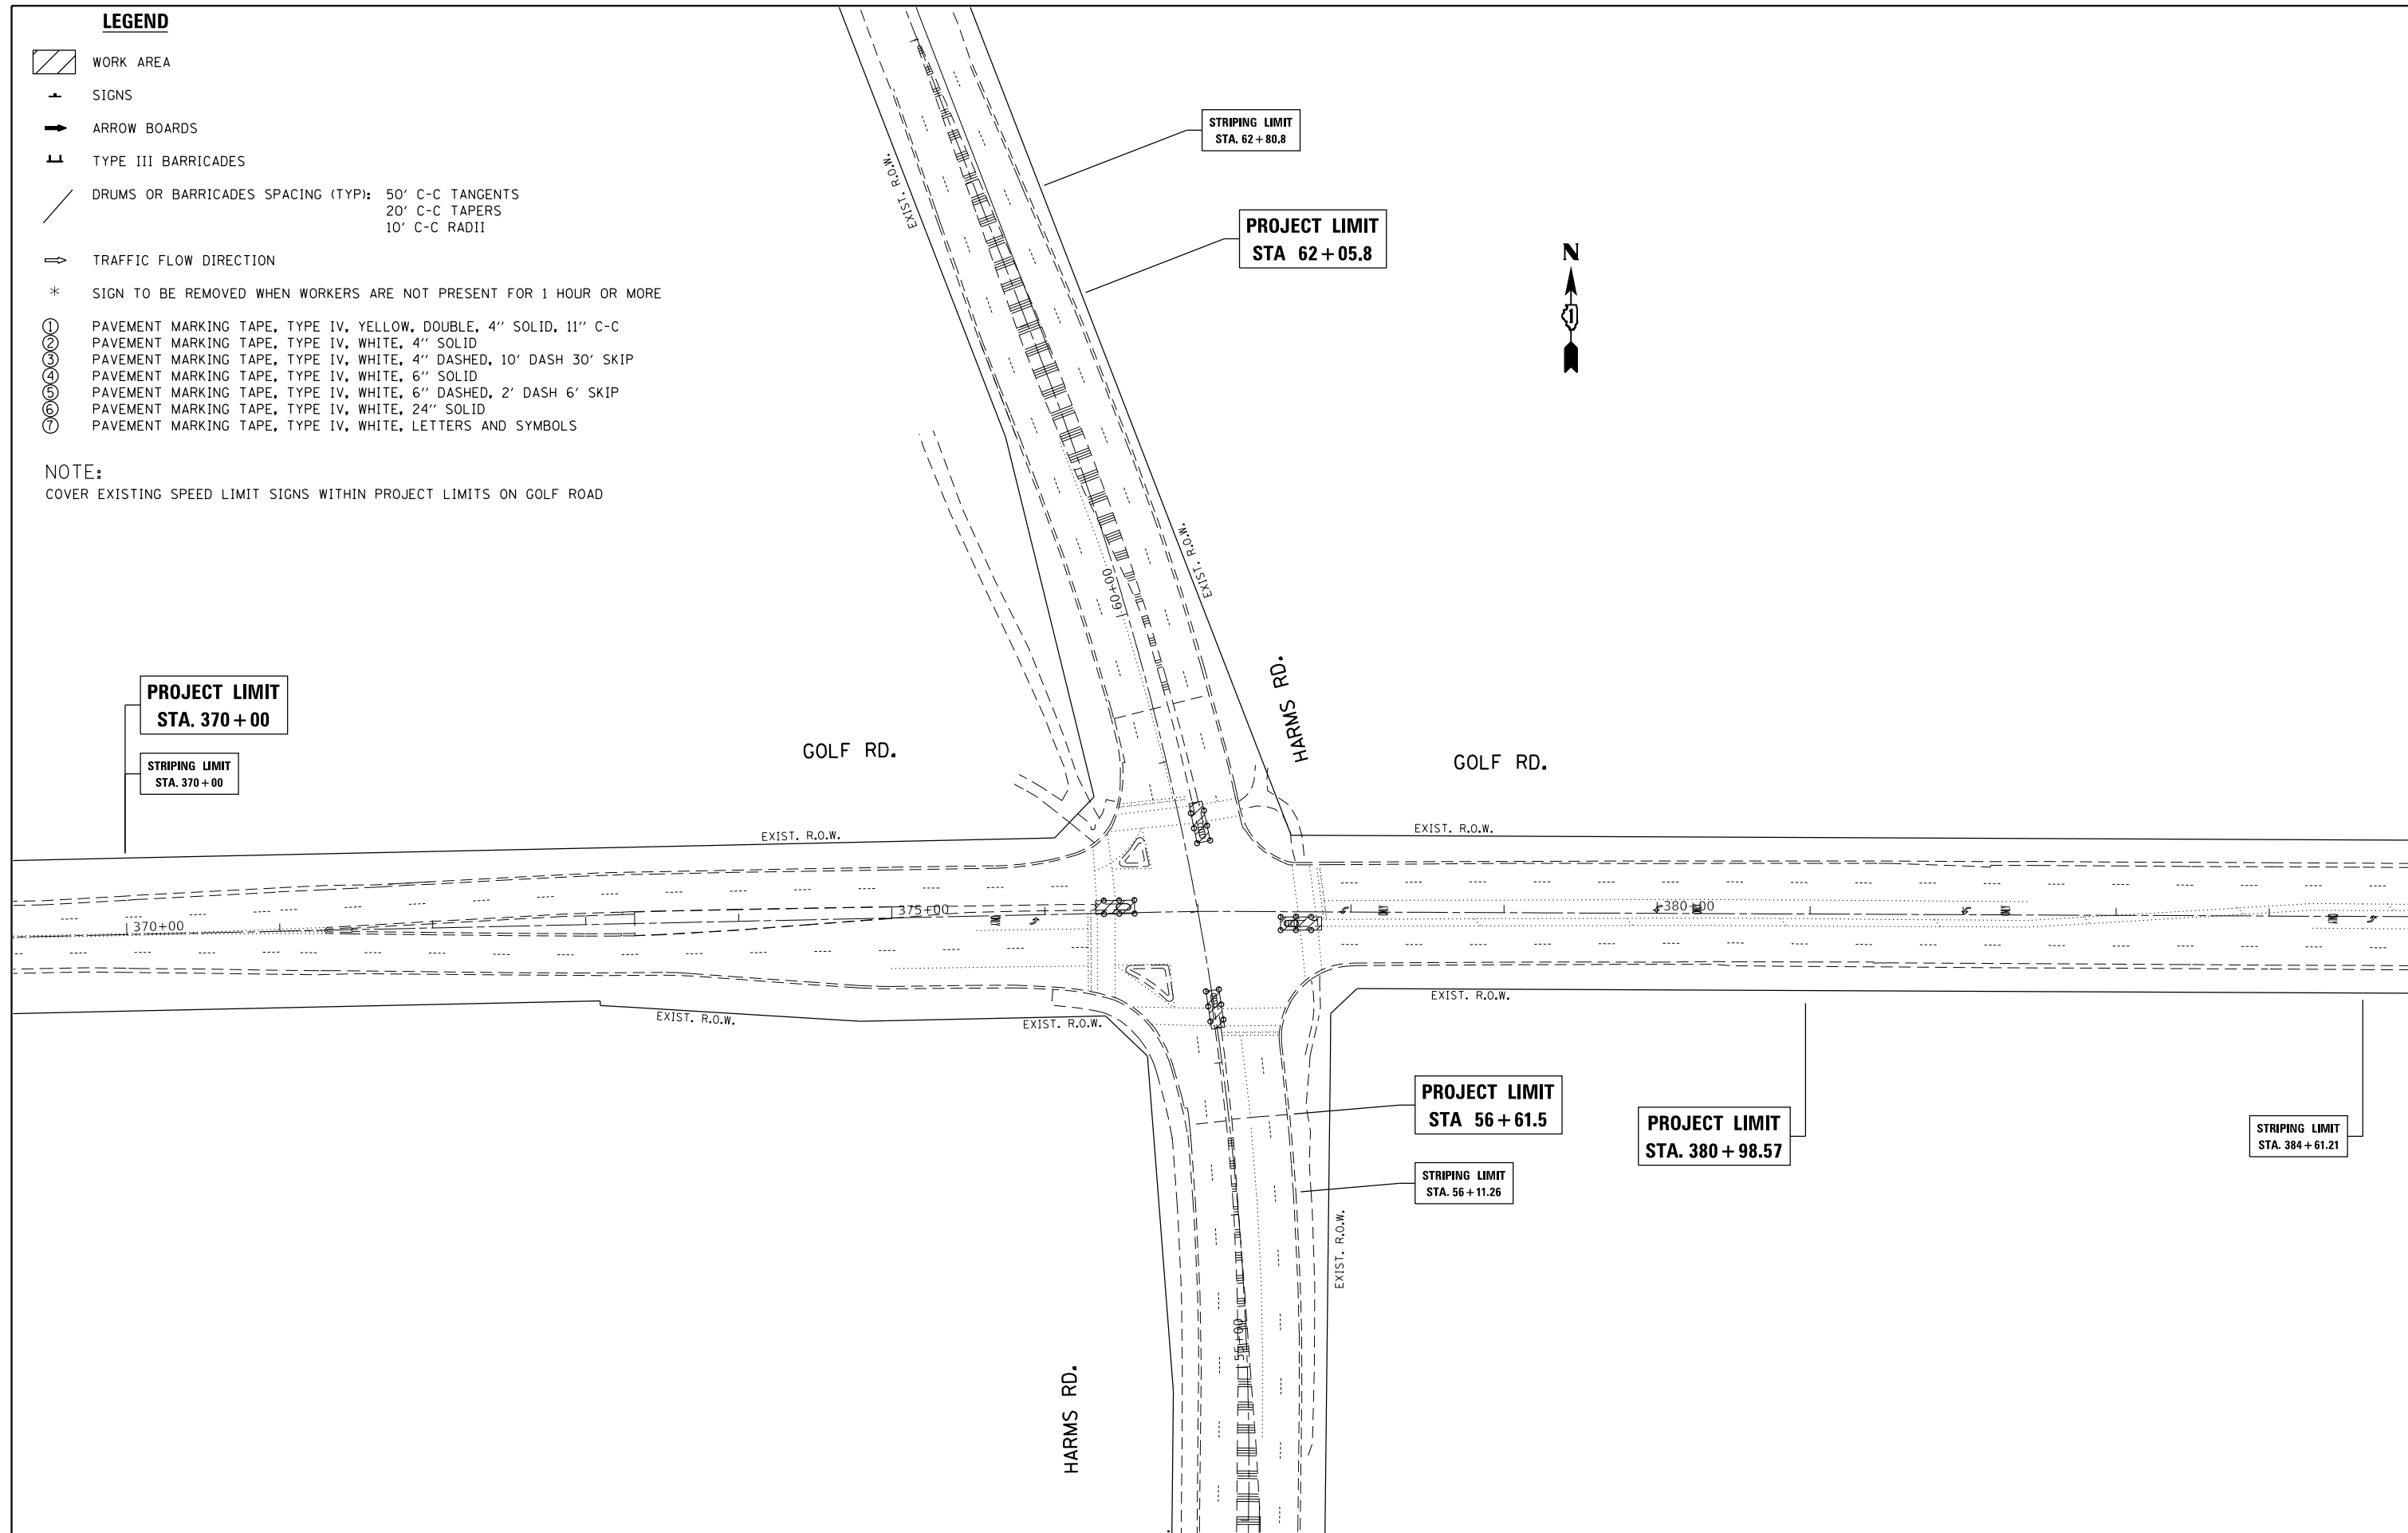 LEGEND
WORK AREA
SIGNS
ARROW BOARDS
TYPE III BARRICADES
DRUMS OR BARRICADES SPACING (TYP): 50' C-C TANGENTS
20' C-C TAPERS
10' C-C RADII
TRAFFIC FLOW DIRECTION
* SIGN TO BE REMOVED WHEN WORKERS ARE NOT PRESENT FOR 1 HOUR OR MORE
1 PAVEMENT MARKING TAPE, TYPE IV, YELLOW, DOUBLE, 4'' SOLID, 11'' C-C
2 PAVEMENT MARKING TAPE, TYPE IV, WHITE, 4'' SOLID
3 PAVEMENT MARKING TAPE, TYPE IV, WHITE, 4'' DASHED, 10' DASH 30' SKIP
4 PAVEMENT MARKING TAPE, TYPE IV, WHITE, 6'' SOLID
5 PAVEMENT MARKING TAPE, TYPE IV, WHITE, 6'' DASHED, 2' DASH 6' SKIP
6 PAVEMENT MARKING TAPE, TYPE IV, WHITE, 24'' SOLID
7 PAVEMENT MARKING TAPE, TYPE IV, WHITE, LETTERS AND SYMBOLS
NOTE:
COVER EXISTING SPEED LIMIT SIGNS WITHIN PROJECT LIMITS ON GOLF ROAD
STRIPING LIMIT
STA. 62+80.8
EXIST. R.O.W.
PROJECT LIMIT
STA 62+05.8
N
1
EXIST. R.O.W.
60+00
HARMS RD.
PROJECT LIMIT
STA. 370+00
STRIPING LIMIT
STA. 370+00
GOLF RD.
GOLF RD.
EXIST. R.O.W.
EXIST. R.O.W.
370+00
375+00
380+00
EXIST. R.O.W.
EXIST. R.O.W.
EXIST. R.O.W.
PROJECT LIMIT
STA 56+61.5
PROJECT LIMIT
STA. 380+98.57
STRIPING LIMIT
STA. 384+61.21
STRIPING LIMIT
STA. 56+11.26
EXIST. R.O.W.
55+00
HARMS RD.